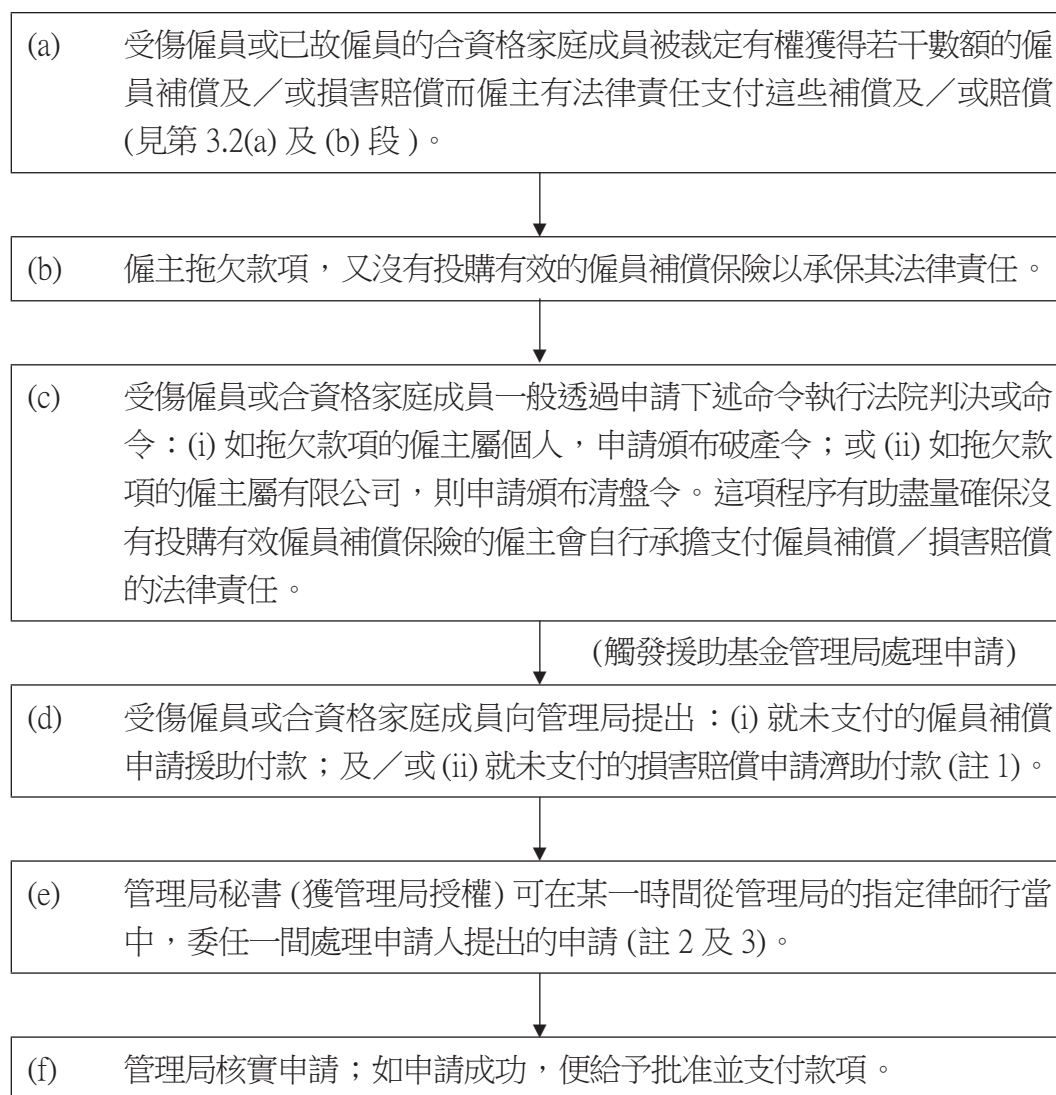 (a) 受傷僱員或已故僱員的合資格家庭成員被裁定有權獲得若干數額的僱
員補償及／或損害賠償而僱主有法律責任支付這些補償及／或賠償
(見第 3.2(a) 及 (b) 段 )。
(b) 僱主拖欠款項，又沒有投購有效的僱員補償保險以承保其法律責任。
(c) 受傷僱員或合資格家庭成員一般透過申請下述命令執行法院判決或命
令：(i) 如拖欠款項的僱主屬個人，申請頒布破產令；或 (ii) 如拖欠款
項的僱主屬有限公司，則申請頒布清盤令。這項程序有助盡量確保沒
有投購有效僱員補償保險的僱主會自行承擔支付僱員補償／損害賠償
的法律責任。
(觸發援助基金管理局處理申請)
(d) 受傷僱員或合資格家庭成員向管理局提出：(i) 就未支付的僱員補償
申請援助付款；及／或 (ii) 就未支付的損害賠償申請濟助付款 (註 1)。
(e) 管理局秘書 (獲管理局授權) 可在某一時間從管理局的指定律師行當
中，委任一間處理申請人提出的申請 (註 2 及 3)。
(f) 管理局核實申請；如申請成功，便給予批准並支付款項。